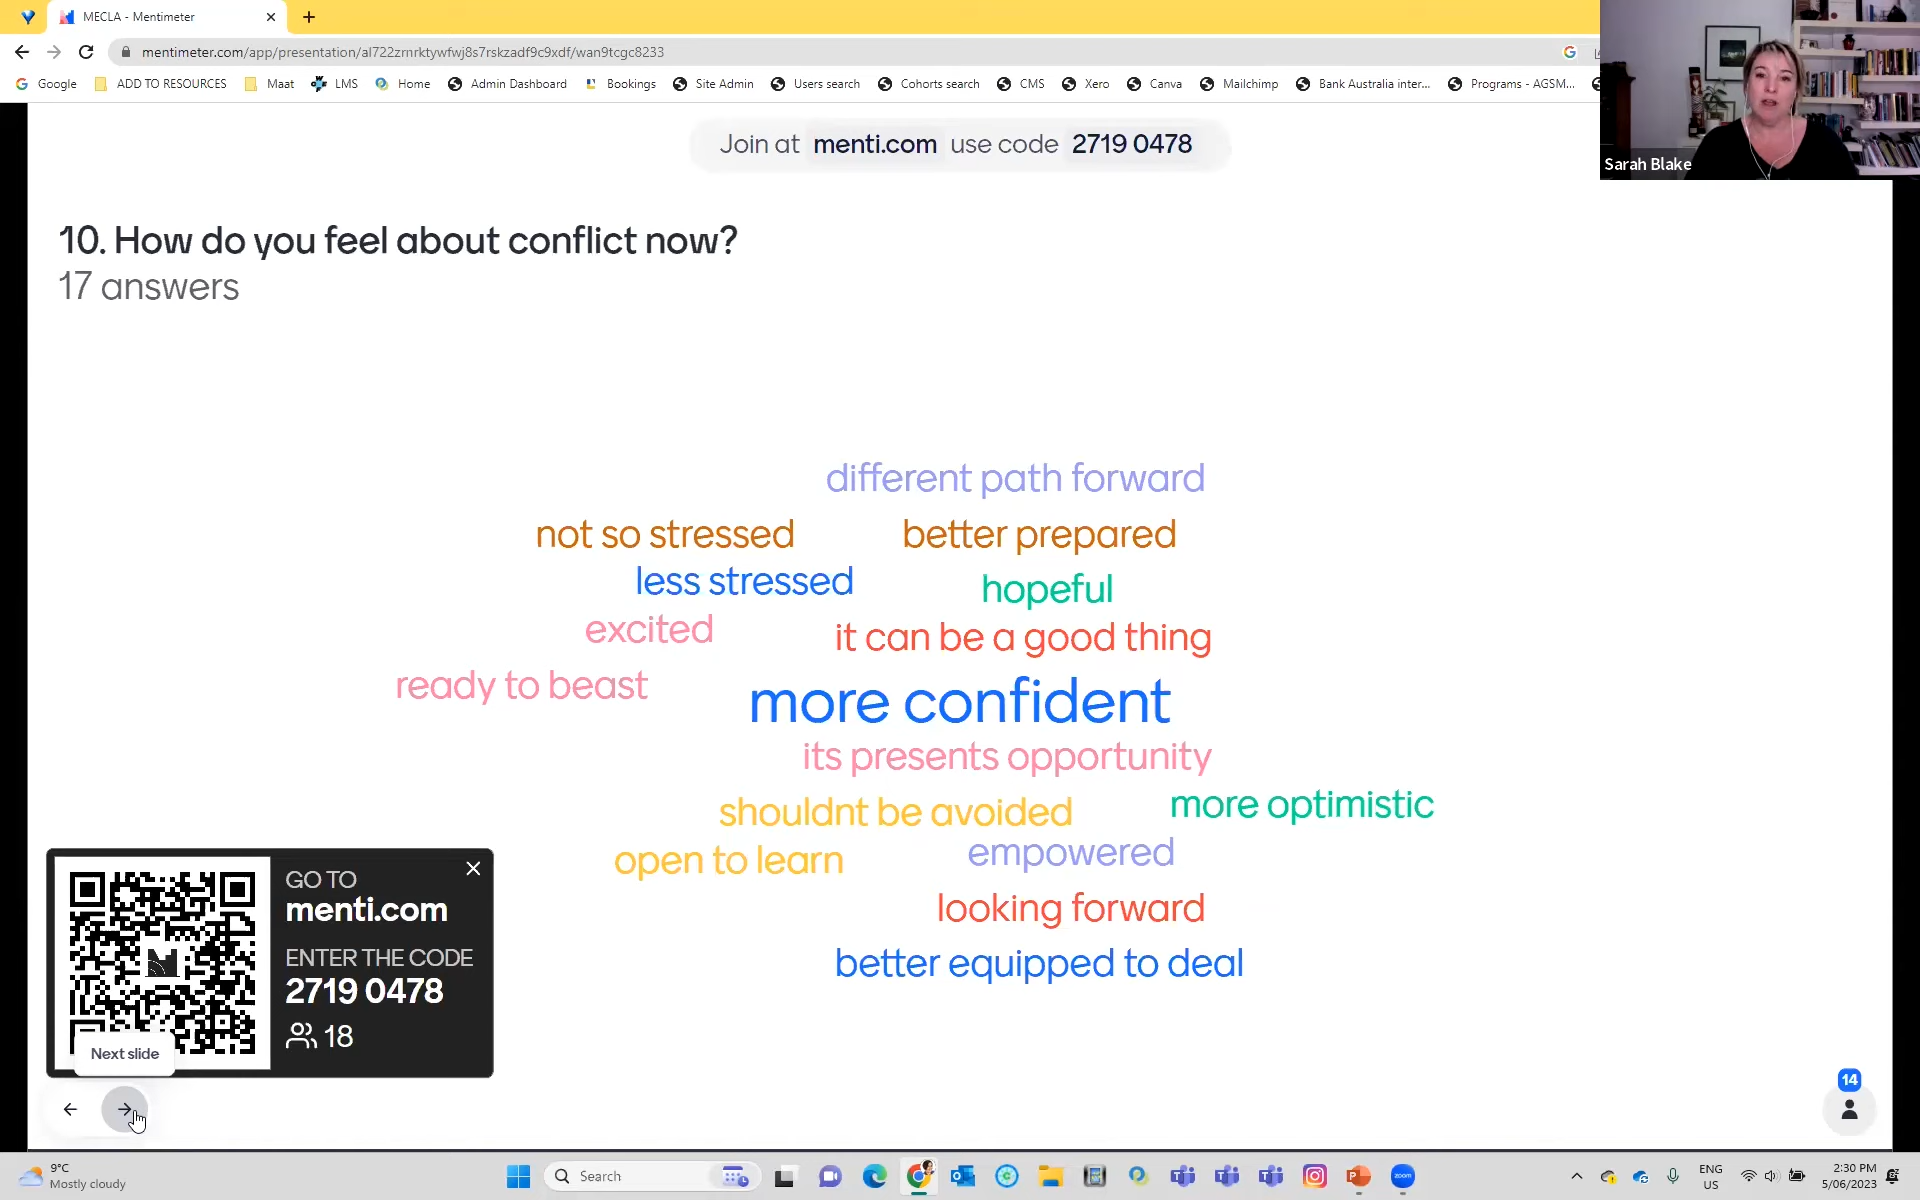 MECLA - Mentimeter
mentimeter.com/app/presentation/al722zrnrktywfwj8s7rskzadf9c9xdf/wan9tcgc8233
Google ADD TO RESOURCES Maat LMS Home Admin Dashboard Bookings Site Admin Users search Cohorts search CMS Xero Canva Mailchimp Bank Australia inter... Programs - AGSM...
Sarah Blake
Join at menti.com use code 2719 0478
10. How do you feel about conflict now?
17 answers
different path forward
not so stressed better prepared
less stressed hopeful
excited it can be a good thing
ready to beast more confident
its presents opportunity
shouldnt be avoided more optimistic
open to learn empowered
looking forward
better equipped to deal
GO TO
menti.com
ENTER THE CODE
2719 0478
18
Next slide
14
9°C
Mostly cloudy
Search
zoom
ENG
US
2:30 PM
5/06/2023